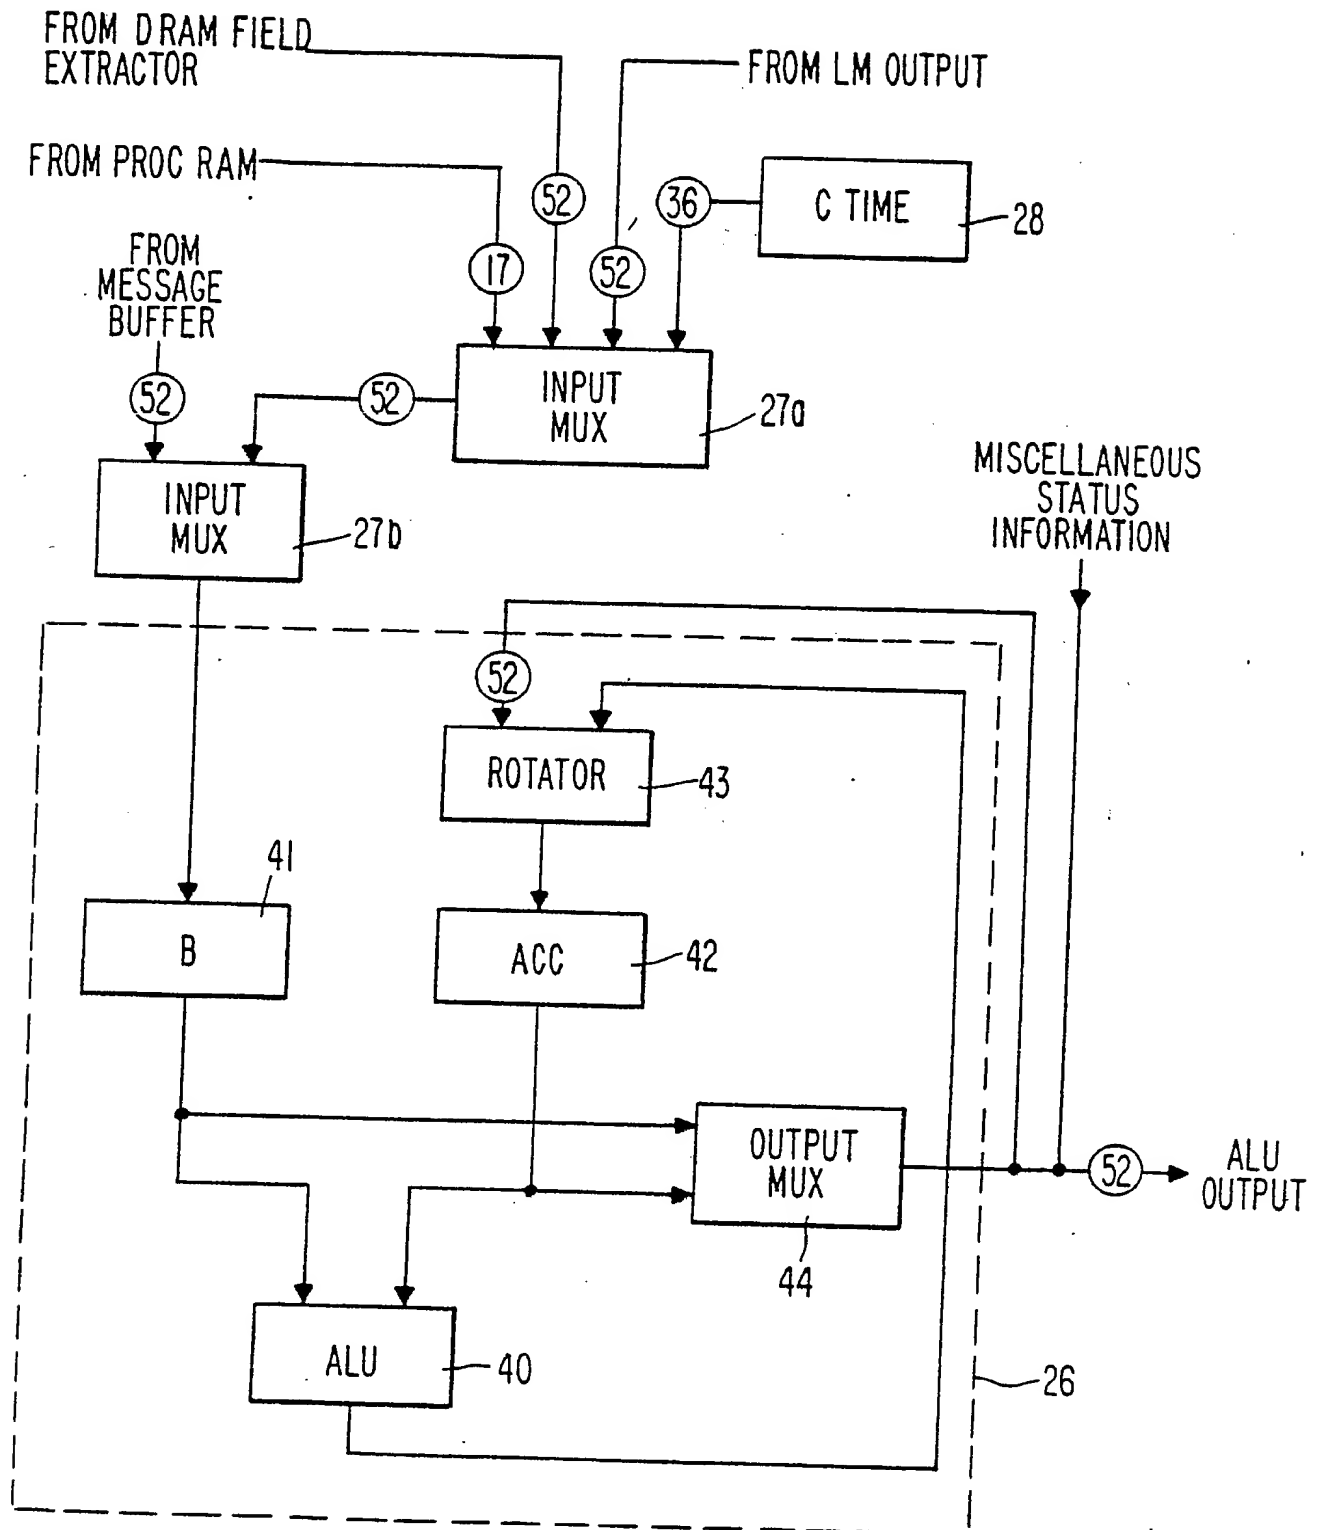 FROM DRAM FIELD
EXTRACTOR
FROM LM OUTPUT
FROM PROC RAM
C TIME
28
52
36
17
52
FROM
MESSAGE
BUFFER
52
52
INPUT
MUX
27a
INPUT
MUX
27b
MISCELLANEOUS
STATUS
INFORMATION
52
ROTATOR
43
41
B
ACC
42
OUTPUT
MUX
44
52
ALU
OUTPUT
ALU
40
26